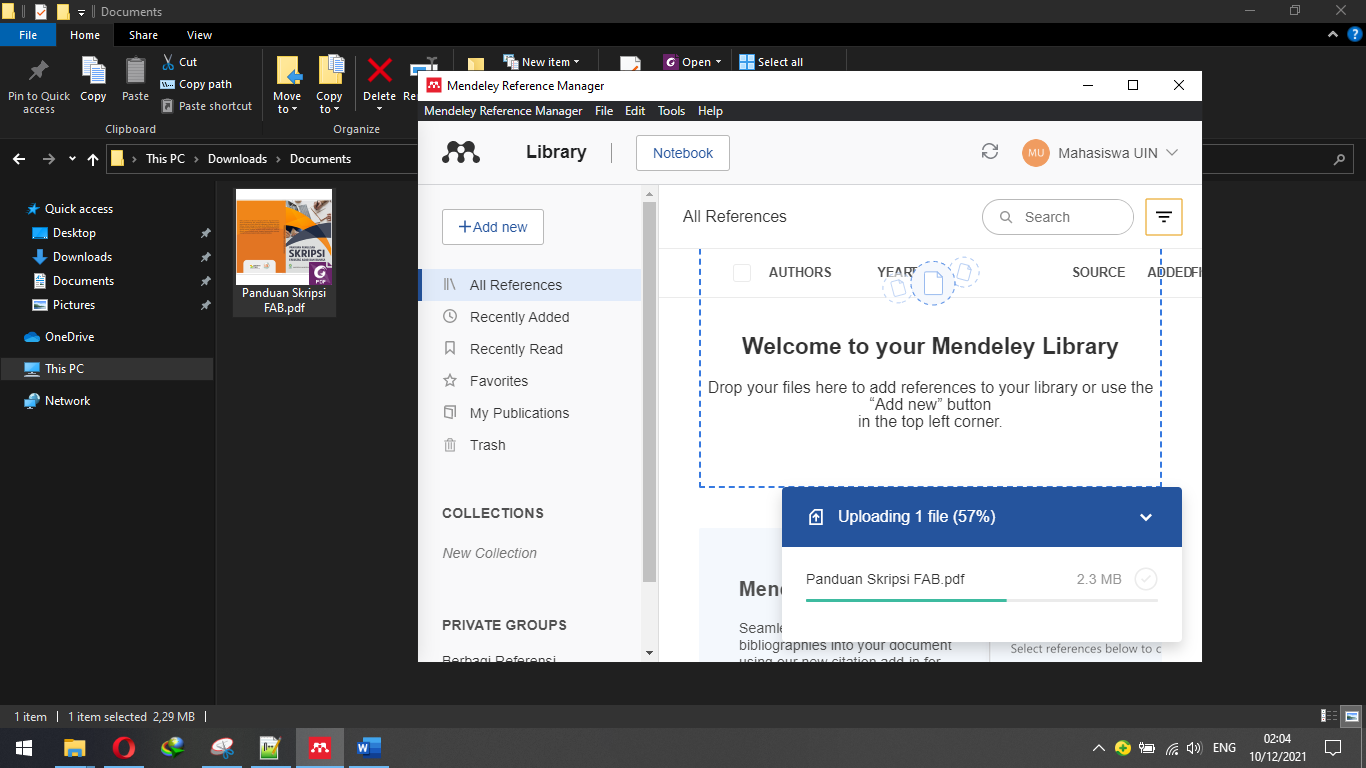 Documents
File Home Share View
Pin to Quick access
Copy
Paste
Cut
Copy path
Paste shortcut
Clipboard
Move to
Copy to
Delete
Organize
New item
Open
Select all
This PC Downloads Documents
Quick access
Desktop
Downloads
Documents
Pictures
OneDrive
This PC
Network
SKRIPSI
PDF
Panduan Skripsi
FAB.pdf
Mendeley Reference Manager
Mendeley Reference Manager File Edit Tools Help
Library
Notebook
MU Mahasiswa UIN
+Add new
All References
Recently Added
Recently Read
Favorites
My Publications
Trash
COLLECTIONS
New Collection
PRIVATE GROUPS
Berbagi Referensi
All References
Search
AUTHORS YEAR SOURCE ADDED
Welcome to your Mendeley Library
Drop your files here to add references to your library or use the
“Add new” button
in the top left corner.
Uploading 1 file (57%)
Panduan Skripsi FAB.pdf 2.3 MB
bibliographies into your document
using our new citation add-in for
Select references below to c
1 item 1 item selected 2,29 MB
ENG
02:04
10/12/2021